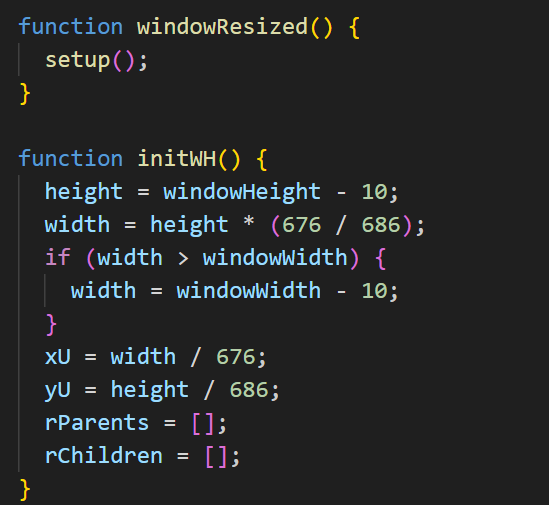 function windowResized() {
  setup();
}

function initWH() {
  height = windowHeight - 10;
  width = height * (676 / 686);
  if (width > windowWidth) {
    width = windowWidth - 10;
  }
  xU = width / 676;
  yU = height / 686;
  rParents = [];
  rChildren = [];
}